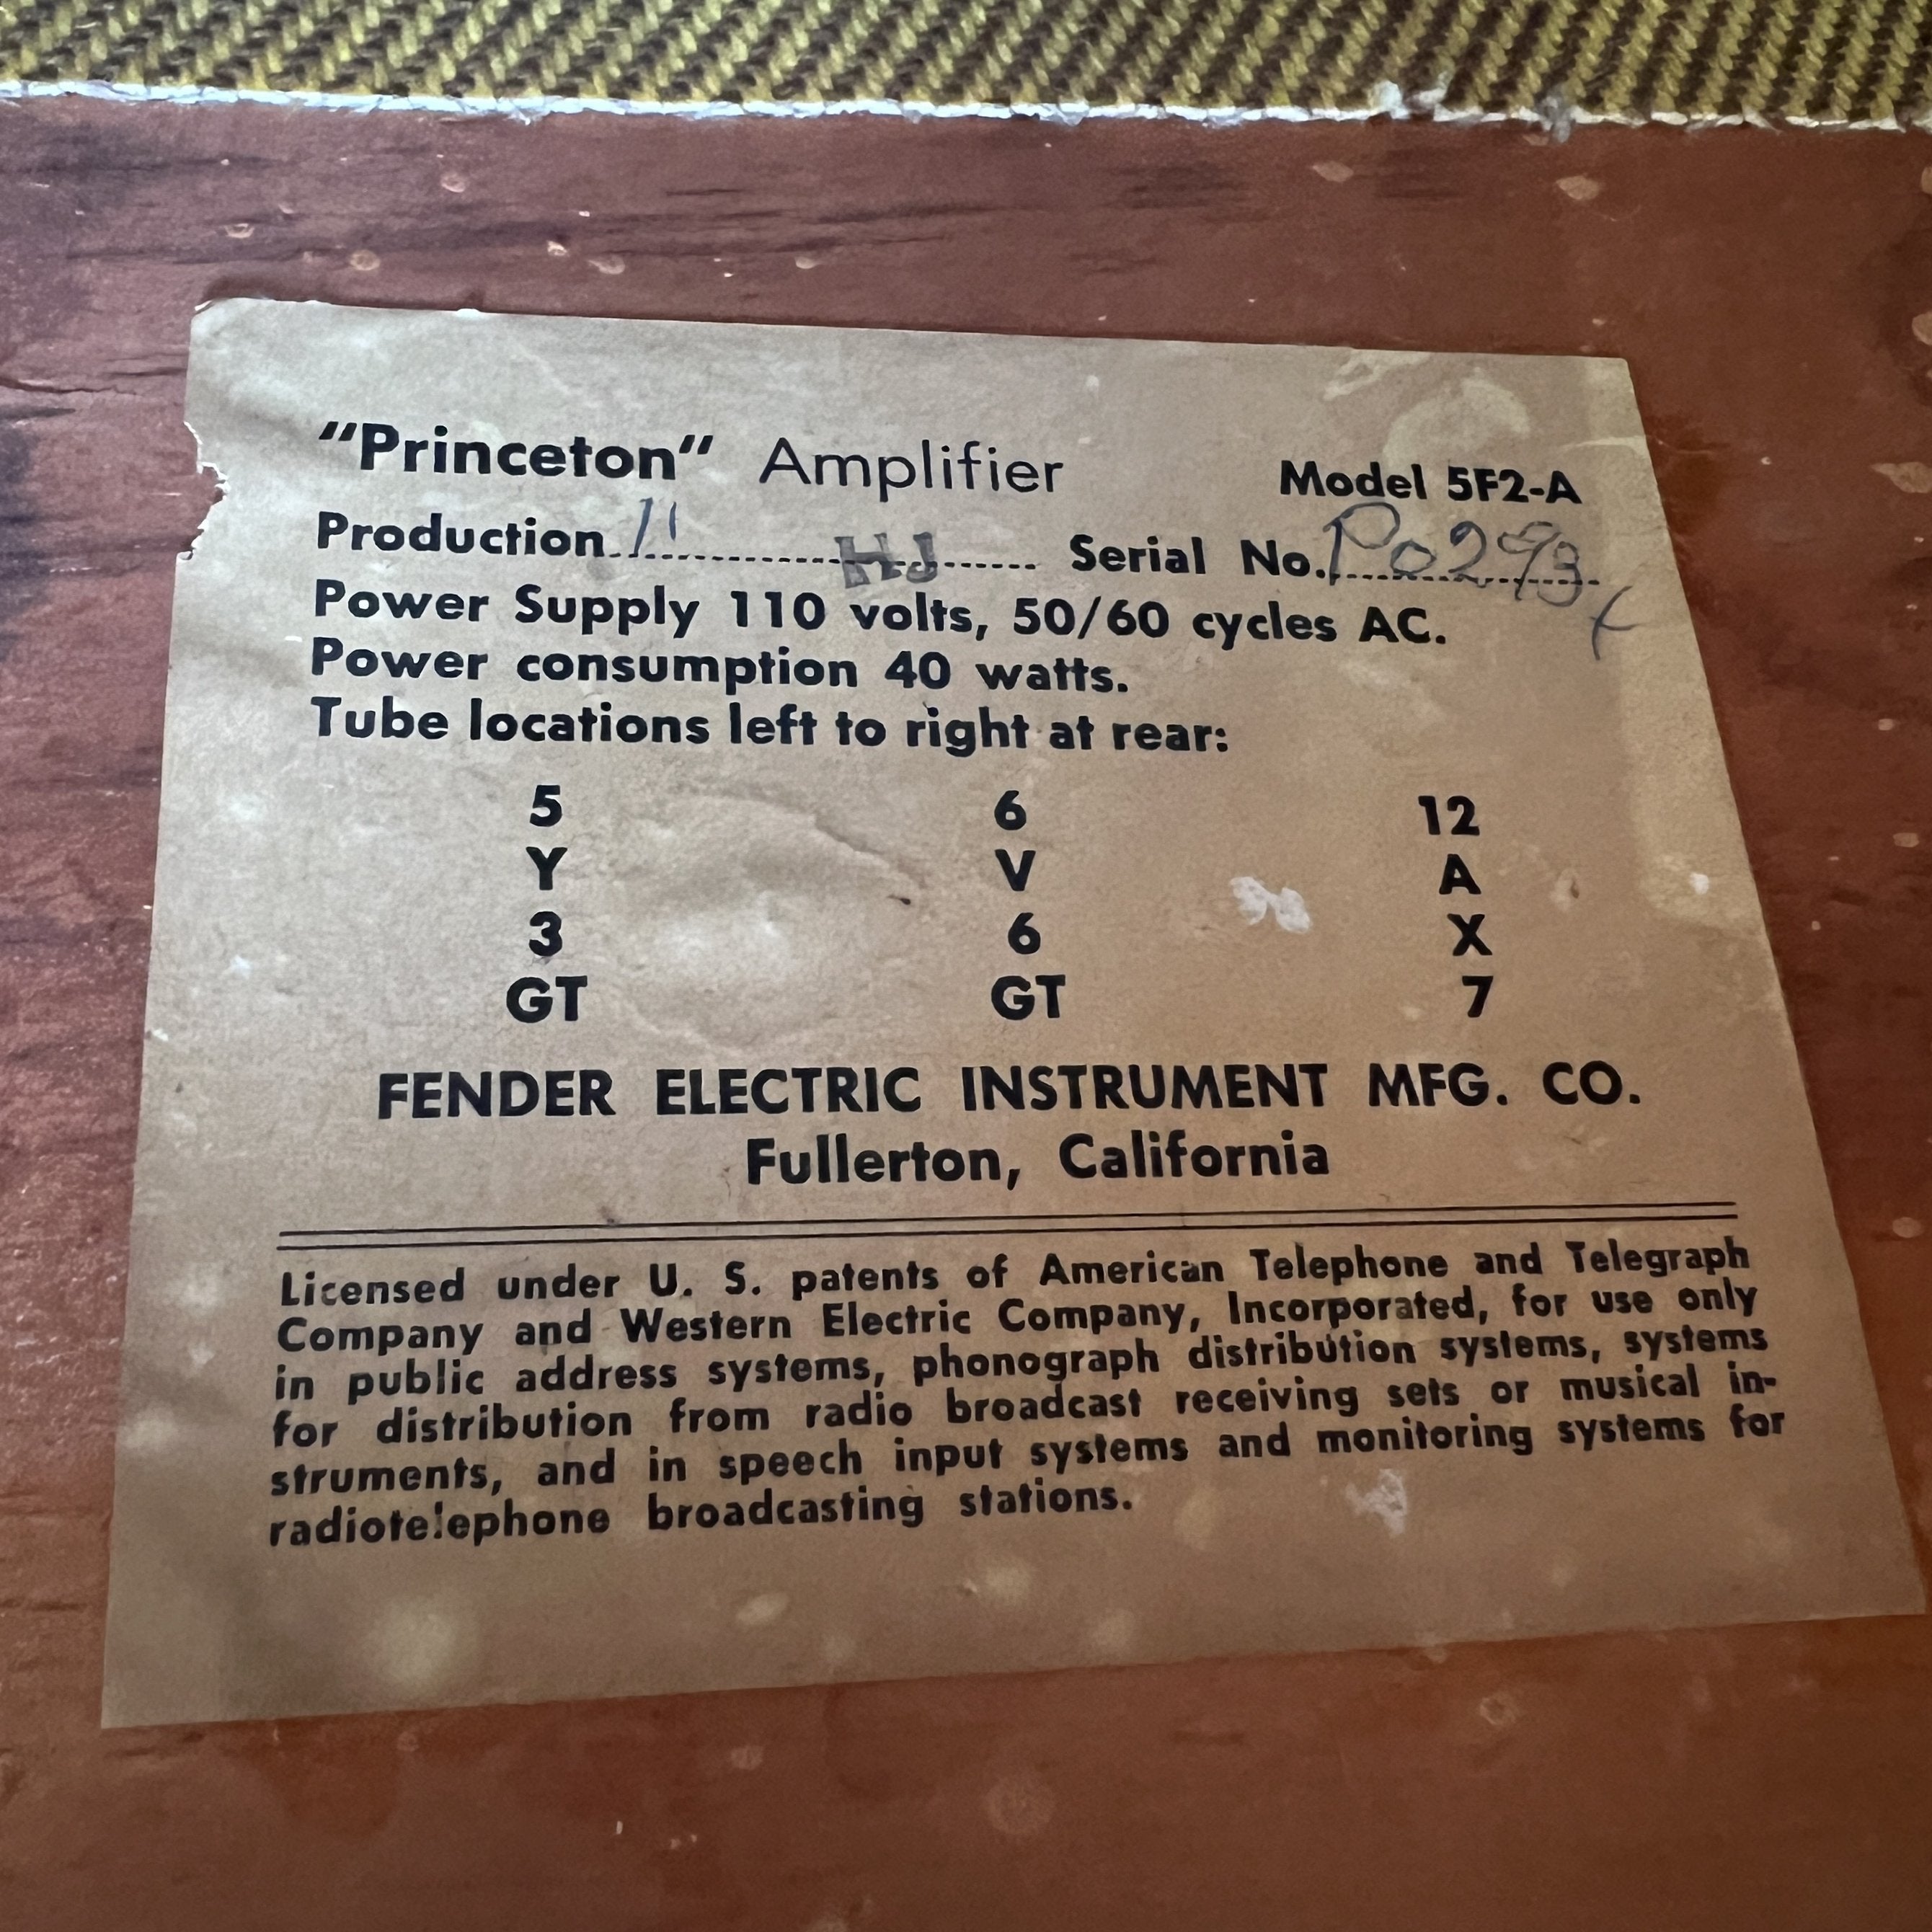 "Princeton" Amplifier Model 5F2-A
Production 11 HJ Serial No. P0293
Power Supply 110 volts, 50/60 cycles AC.
Power consumption 40 watts.
Tube locations left to right at rear:
5 6 12
Y V A
3 6 X
GT GT 7
FENDER ELECTRIC INSTRUMENT MFG. CO.
Fullerton, California
Licensed under U. S. patents of American Telephone and Telegraph
Company and Western Electric Company, Incorporated, for use only
in public address systems, phonograph distribution systems, systems
for distribution from radio broadcast receiving sets or musical in-
struments, and in speech input systems and monitoring systems for
radiotelephone broadcasting stations.